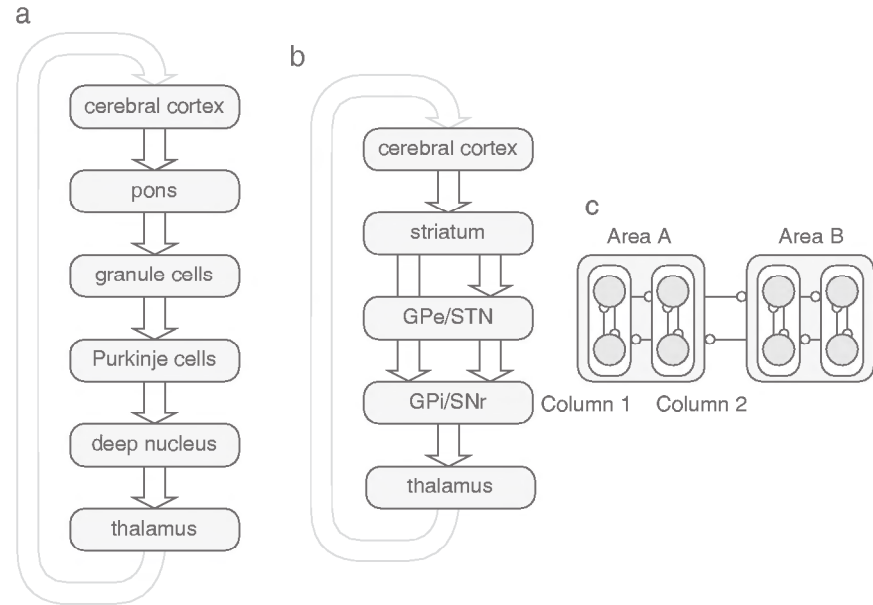 a
cerebral cortex
pons
granule cells
Purkinje cells
deep nucleus
thalamus
b
cerebral cortex
striatum
GPe/STN
GPi/SNr
thalamus
c
Area A
Area B
Column 1
Column 2